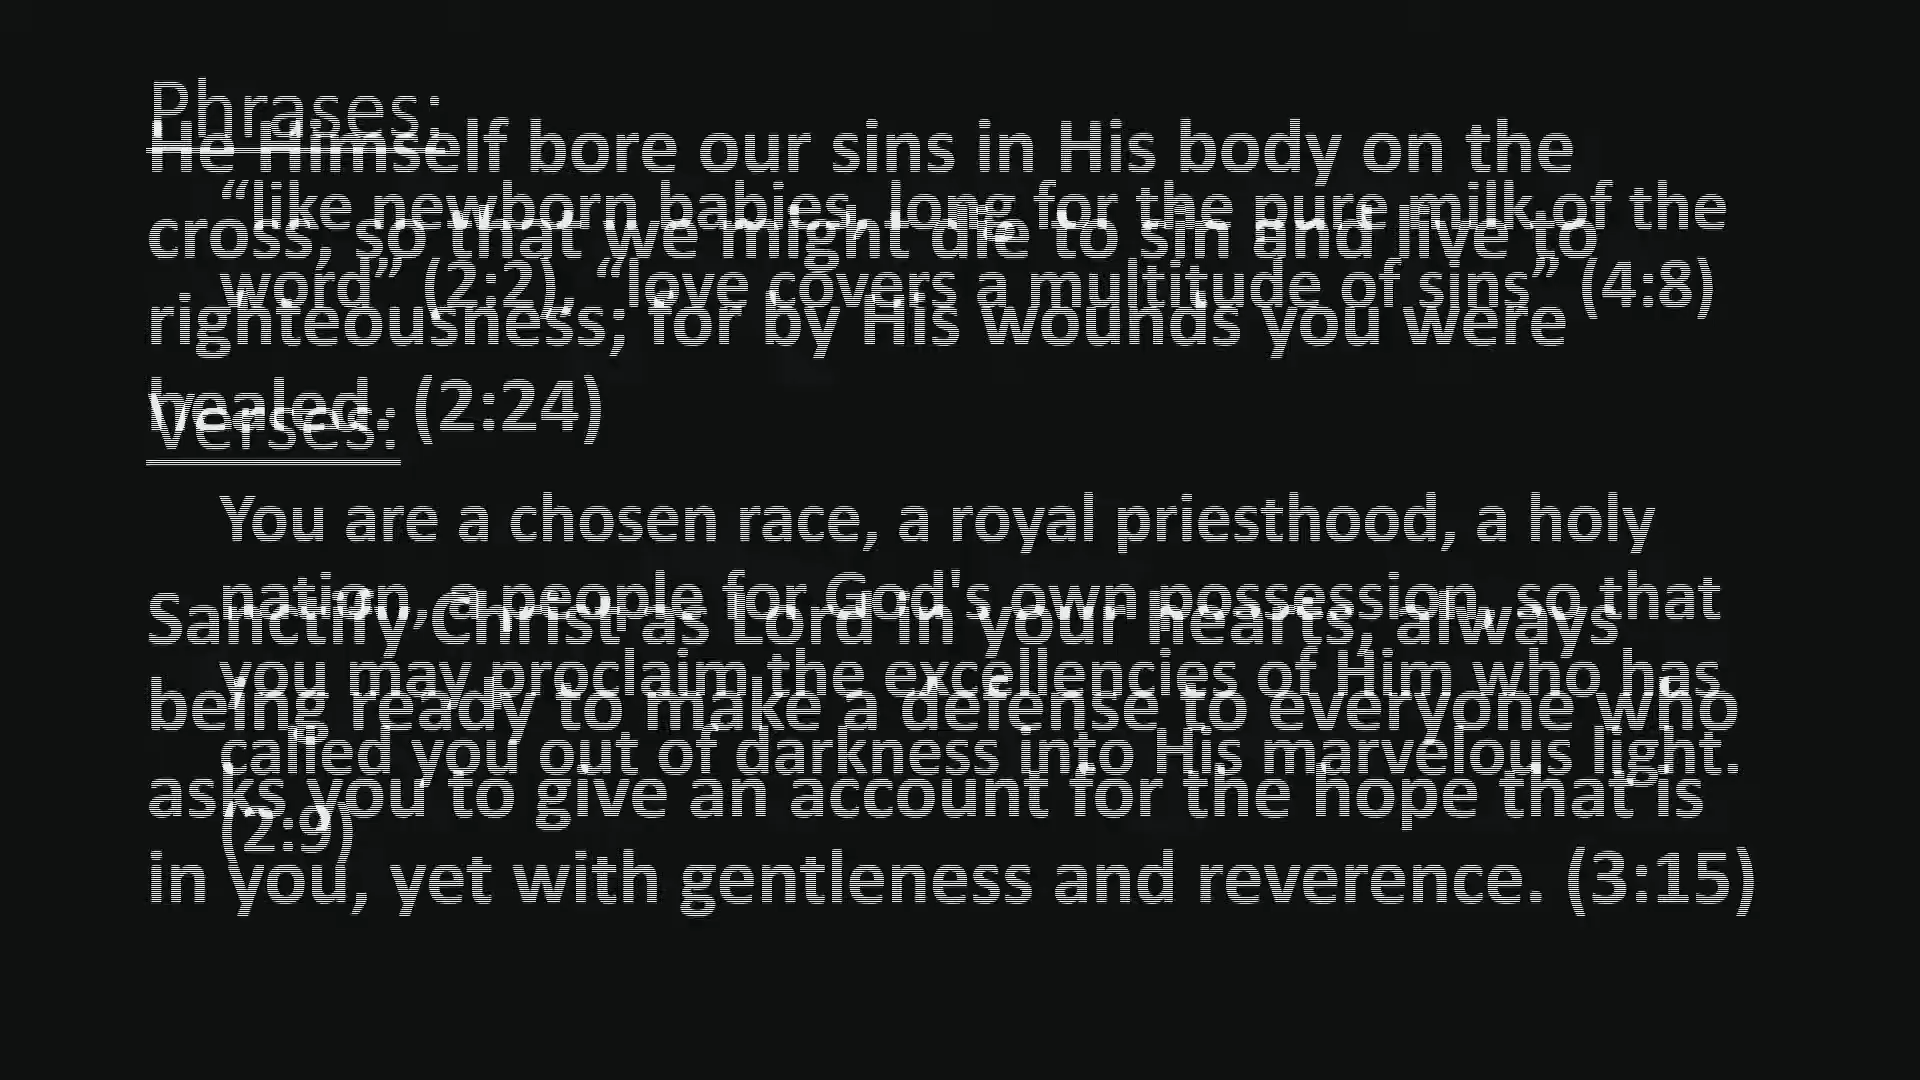 Phrases:
“like newborn babies, long for the pure milk of the
word” (2:2), “love covers a multitude of sins” (4:8)
Verses:
You are a chosen race, a royal priesthood, a holy
nation, a people for God's own possession, so that
you may proclaim the excellencies of Him who has
called you out of darkness into His marvelous light.
(2:9)
He Himself bore our sins in His body on the
cross, so that we might die to sin and live to
righteousness; for by His wounds you were
healed. (2:24)
Sanctify Christ as Lord in your hearts, always
being ready to make a defense to everyone who
asks you to give an account for the hope that is
in you, yet with gentleness and reverence. (3:15)